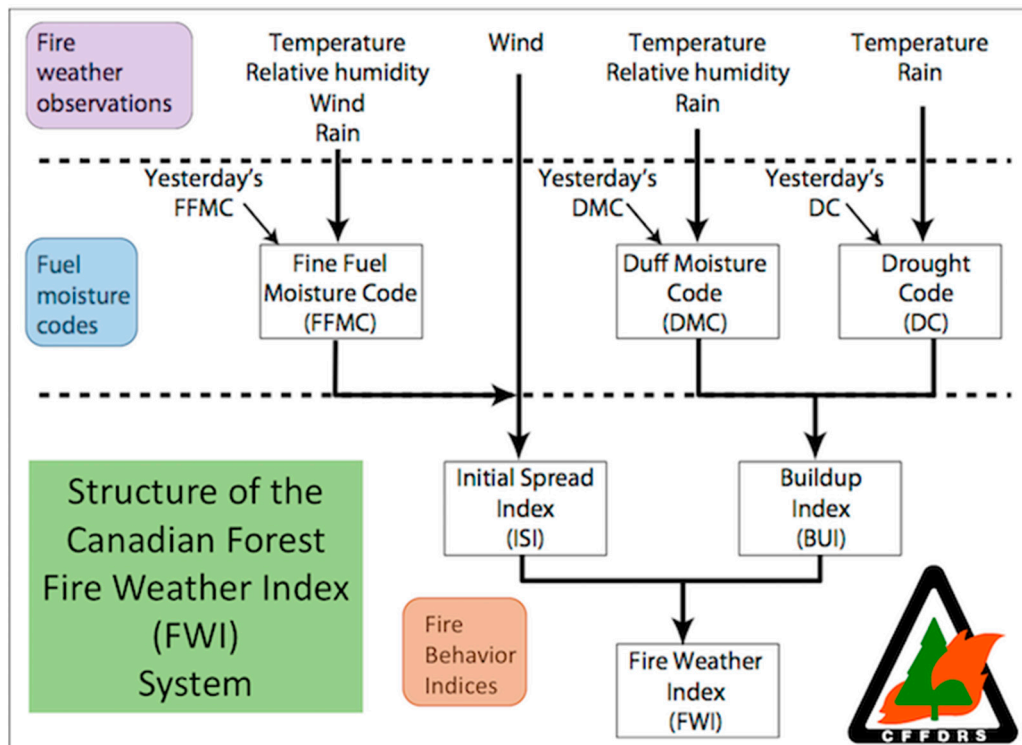 Fire
weather
observations
Temperature
Relative humidity
Wind
Rain
Wind
Temperature
Relative humidity
Rain
Temperature
Rain
Yesterday's
FFMC
Yesterday's
DMC
Yesterday's
DC
Fuel
moisture
codes
Fine Fuel
Moisture Code
(FFMC)
Duff Moisture
Code
(DMC)
Drought
Code
(DC)
Structure of the
Canadian Forest
Fire Weather Index
(FWI)
System
Initial Spread
Index
(ISI)
Buildup
Index
(BUI)
Fire
Behavior
Indices
Fire Weather
Index
(FWI)
CFFDRS